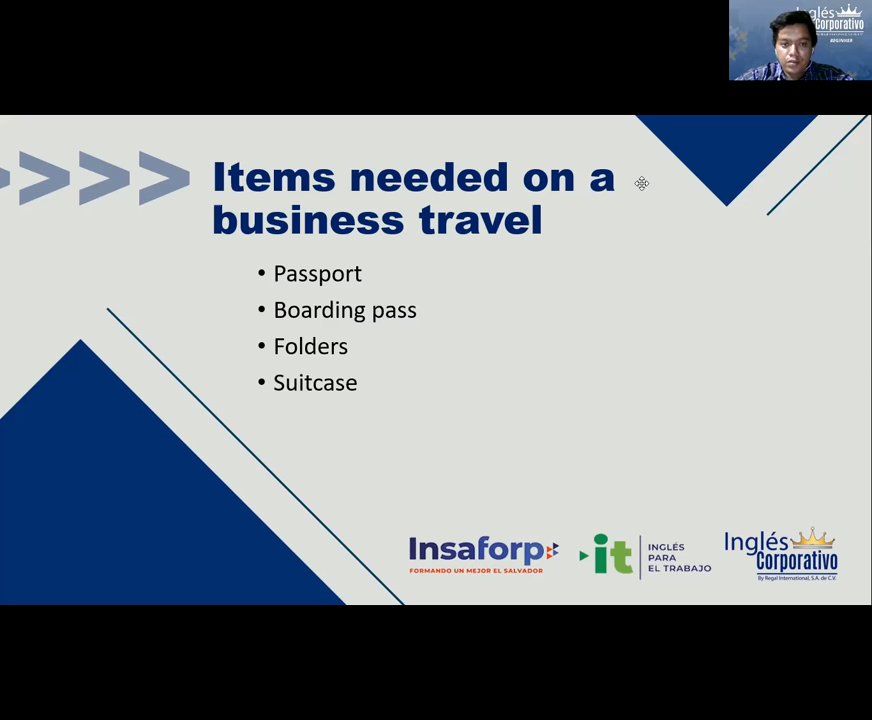 Inglés
Corporativo
BEGINNER
>>>>
Items needed on a
business travel
• Passport
• Boarding pass
• Folders
• Suitcase
Insaforp
FORMANDO UN MEJOR EL SALVADOR
it
INGLÉS
PARA
EL TRABAJO
Inglés
Corporativo
By Regal International, S.A. de C.V.